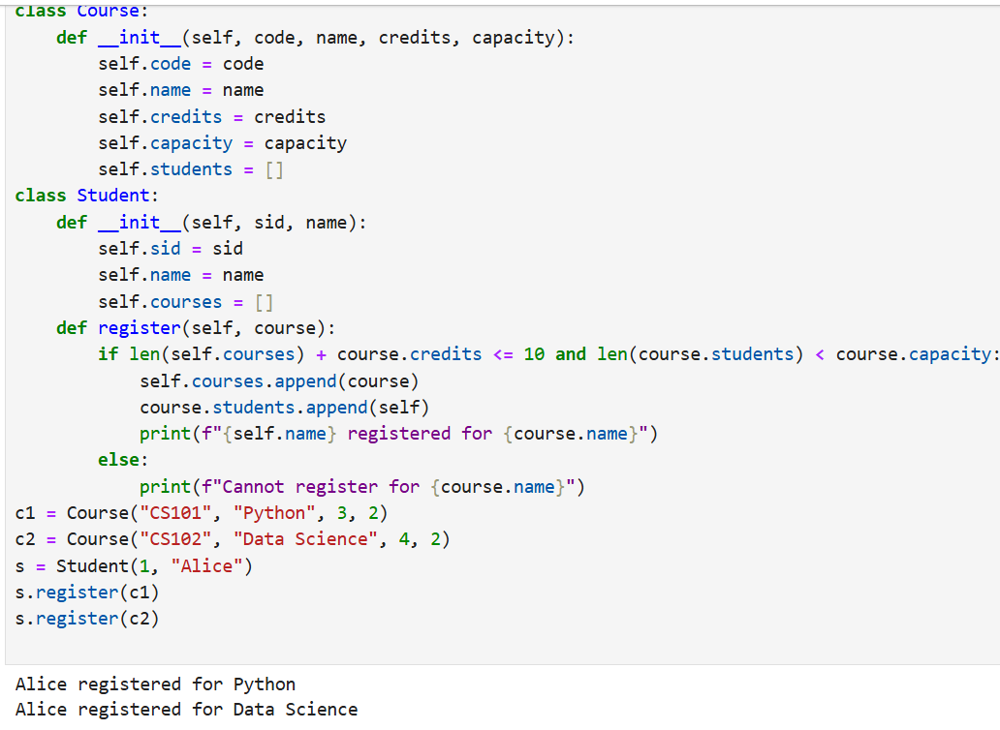 class Course:
    def __init__(self, code, name, credits, capacity):
        self.code = code
        self.name = name
        self.credits = credits
        self.capacity = capacity
        self.students = []
class Student:
    def __init__(self, sid, name):
        self.sid = sid
        self.name = name
        self.courses = []
    def register(self, course):
        if len(self.courses) + course.credits <= 10 and len(course.students) < course.capacity:
            self.courses.append(course)
            course.students.append(self)
            print(f"{self.name} registered for {course.name}")
        else:
            print(f"Cannot register for {course.name}")
c1 = Course("CS101", "Python", 3, 2)
c2 = Course("CS102", "Data Science", 4, 2)
s = Student(1, "Alice")
s.register(c1)
s.register(c2)
Alice registered for Python
Alice registered for Data Science